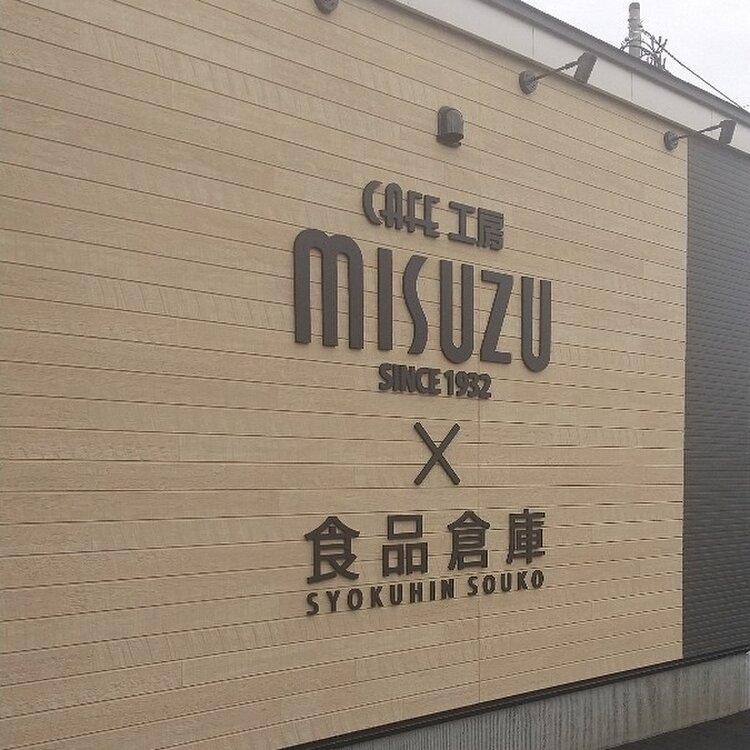 CAFE 工房
MISUZU
SINCE 1932
×
食品倉庫
SYOKUHIN SOUKO